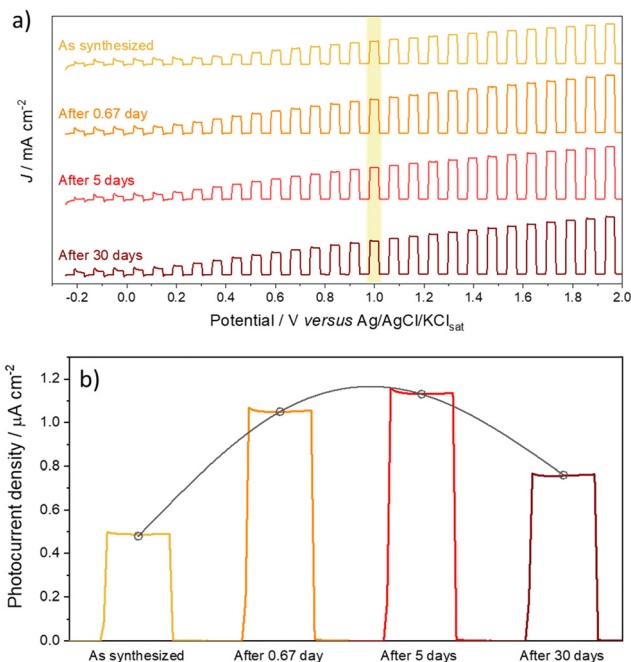 a)
As synthesized
After 0.67 day
After 5 days
After 30 days
J / mA cm⁻²
-0.2 0.0 0.2 0.4 0.6 0.8 1.0 1.2 1.4 1.6 1.8 2.0
Potential / V versus Ag/AgCl/KCl_sat
b)
Photocurrent density / µA cm⁻²
1.2
1.0
0.8
0.6
0.4
0.2
0.0
As synthesized After 0.67 day After 5 days After 30 days